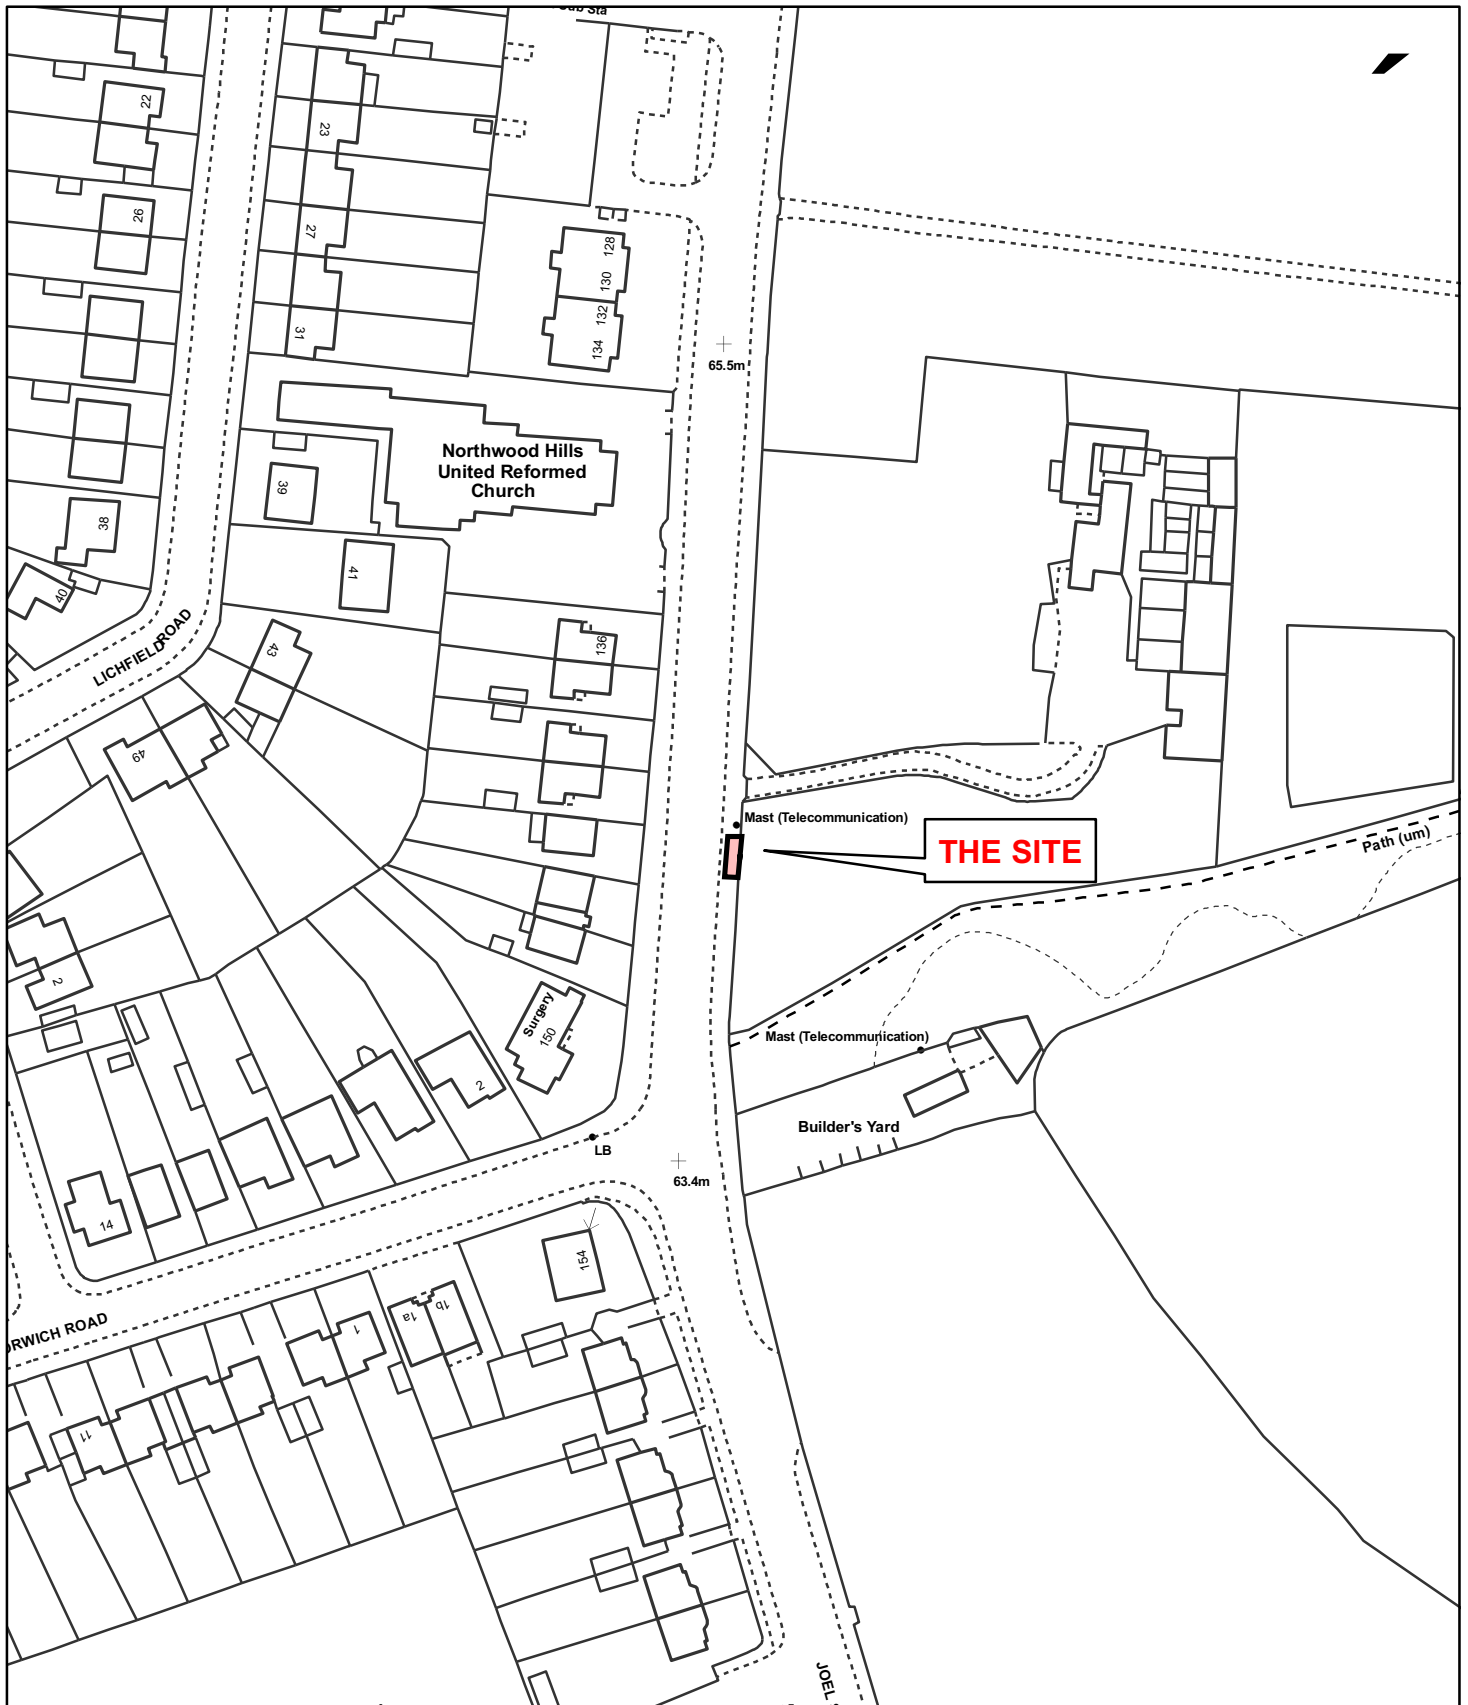 Sub Sta
22
23
26
27
128
130
132
134
31
65.5m
Northwood Hills
United Reformed
Church
39
38
41
40
LICHFIELD ROAD
43
136
49
Mast (Telecommunication)
THE SITE
Path (um)
2
Surgery
150
Mast (Telecommunication)
2
Builder's Yard
LB
63.4m
14
154
ORWICH ROAD
1a
1b
1
11
JOEL